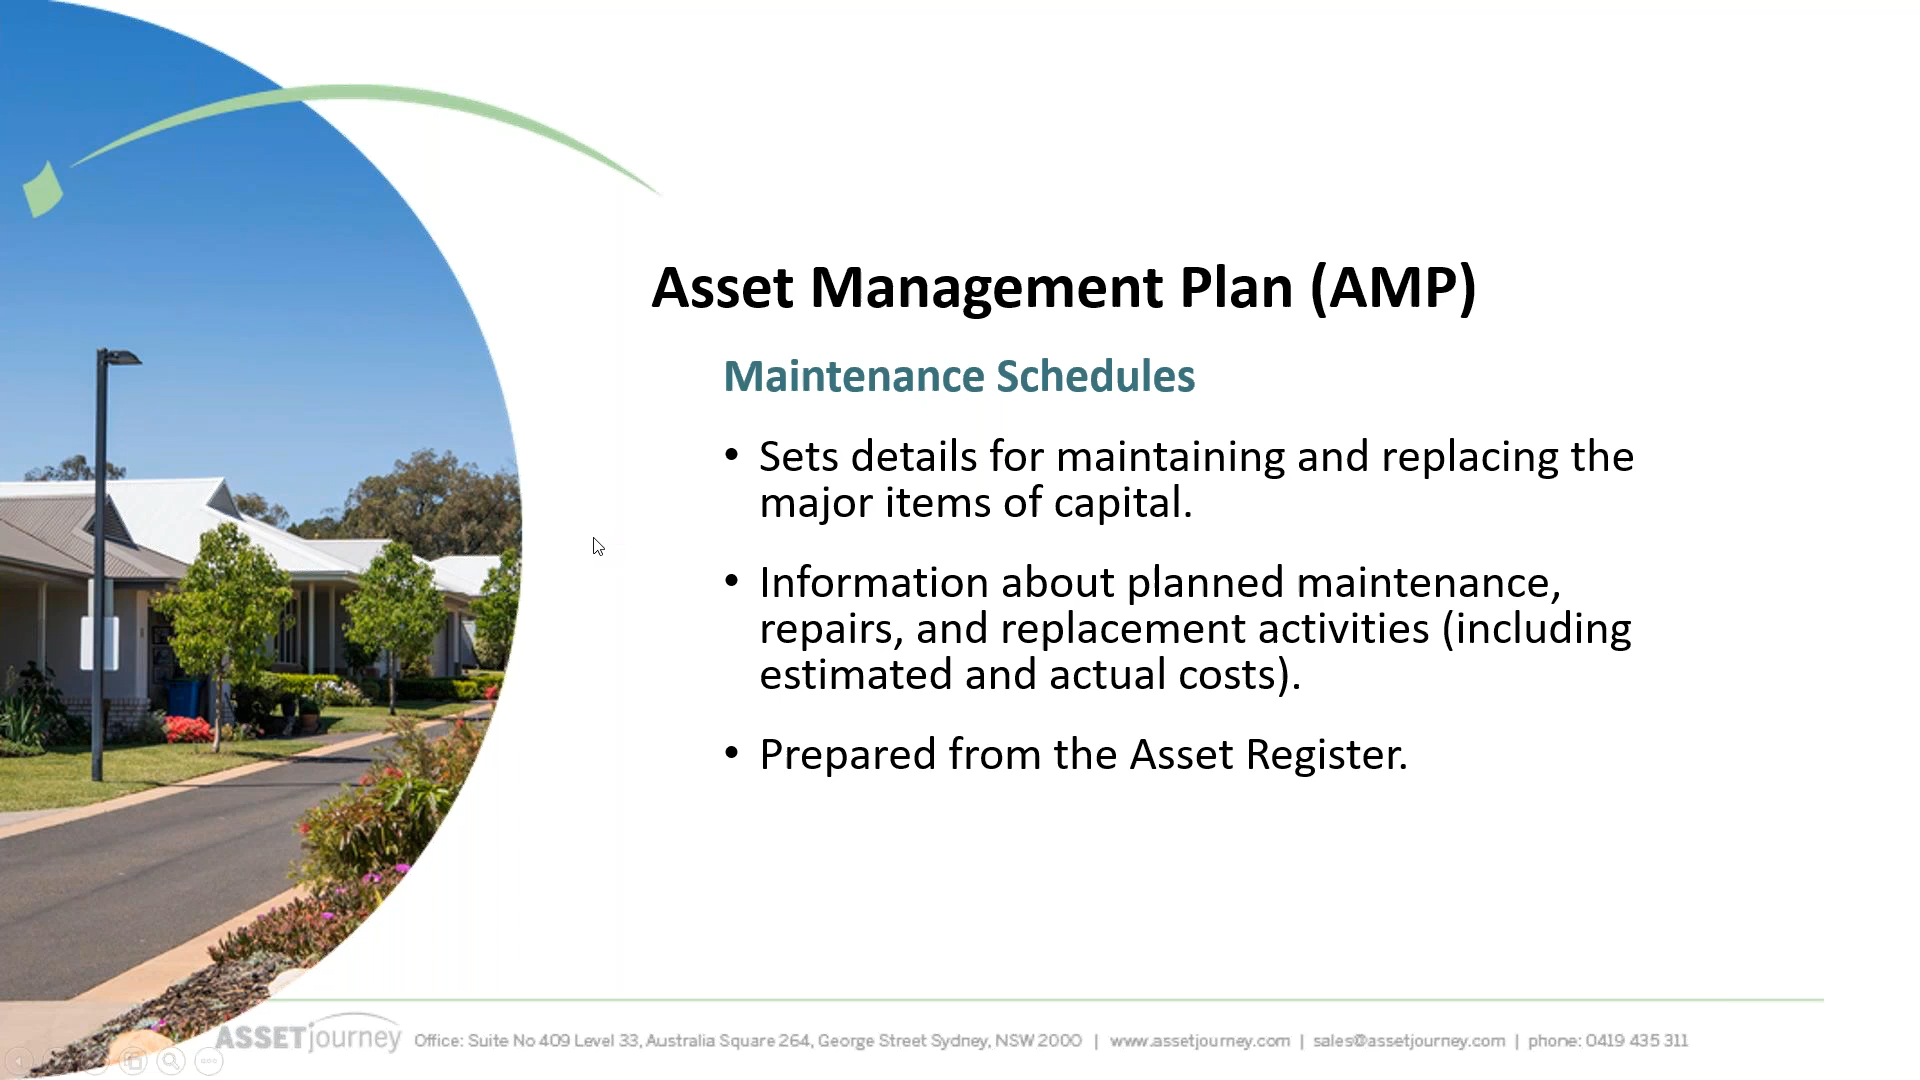 Asset Management Plan (AMP)
Maintenance Schedules
• Sets details for maintaining and replacing the
major items of capital.
• Information about planned maintenance,
repairs, and replacement activities (including
estimated and actual costs).
• Prepared from the Asset Register.
ASSETjourney Office: Suite No 409 Level 33, Australia Square 264, George Street Sydney, NSW 2000 | www.assetjourney.com | sales@assetjourney.com | phone: 0419 435 311